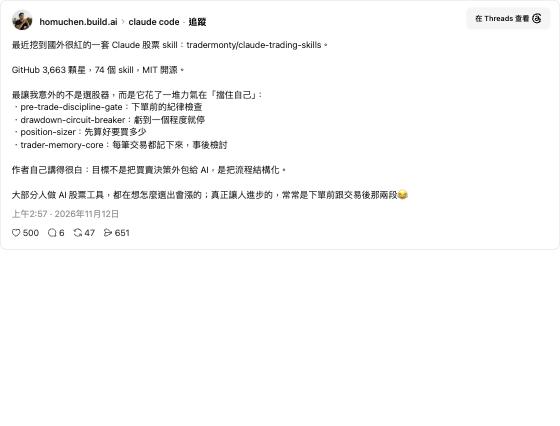 homuchen.build.ai › claude code · 追蹤
在 Threads 查看
最近挖到國外很紅的一套 Claude 股票 skill：tradermonty/claude-trading-skills。
GitHub 3,663 顆星，74 個 skill，MIT 開源。
最讓我意外的不是選股器，而是它花了一堆力氣在「擋住自己」：
・pre-trade-discipline-gate：下單前的紀律檢查
・drawdown-circuit-breaker：虧到一個程度就停
・position-sizer：先算好要買多少
・trader-memory-core：每筆交易都記下來，事後檢討
作者自己講得很白：目標不是把買賣決策外包給 AI，是把流程結構化。
大部分人做 AI 股票工具，都在想怎麼選出會漲的；真正讓人進步的，常常是下單前跟交易後那兩段😂
上午2:57 · 2026年11月12日
500 6 47 651